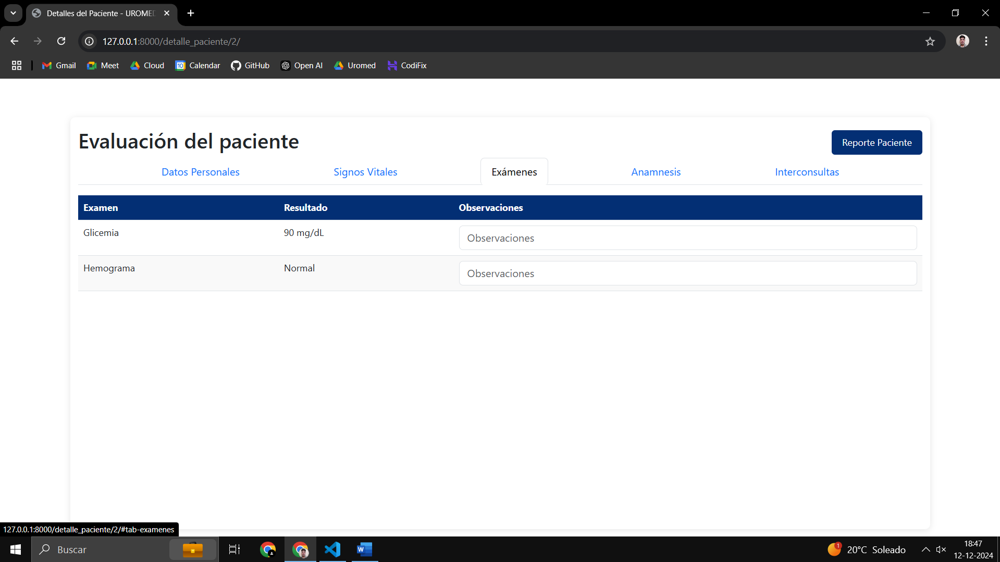 Detalles del Paciente - UROMED
127.0.0.1:8000/detalle_paciente/2/
Gmail
Meet
Cloud
10
Calendar
GitHub
Open AI
Uromed
CodiFix
Evaluación del paciente
Reporte Paciente
Datos Personales
Signos Vitales
Exámenes
Anamnesis
Interconsultas
Examen Resultado Observaciones
Glicemia 90 mg/dL Observaciones
Hemograma Normal Observaciones
127.0.0.1:8000/detalle_paciente/2/#tab-examenes
Buscar
W
1
20°C Soleado
18:47
12-12-2024